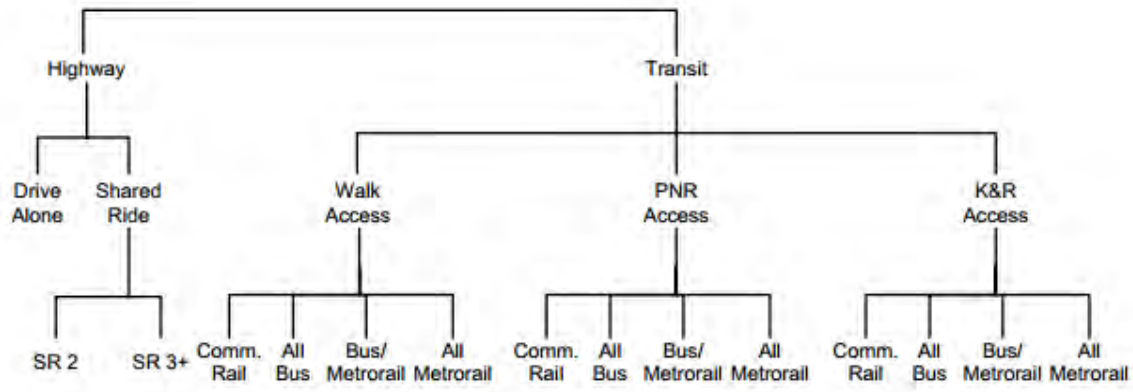 Highway
Transit
Drive
Alone
Shared
Ride
Walk
Access
PNR
Access
K&R
Access
SR 2
SR 3+
Comm.
Rail
All
Bus
Bus/
Metrorail
All
Metrorail
Comm.
Rail
All
Bus
Bus/
Metrorail
All
Metrorail
Comm.
Rail
All
Bus
Bus/
Metrorail
All
Metrorail